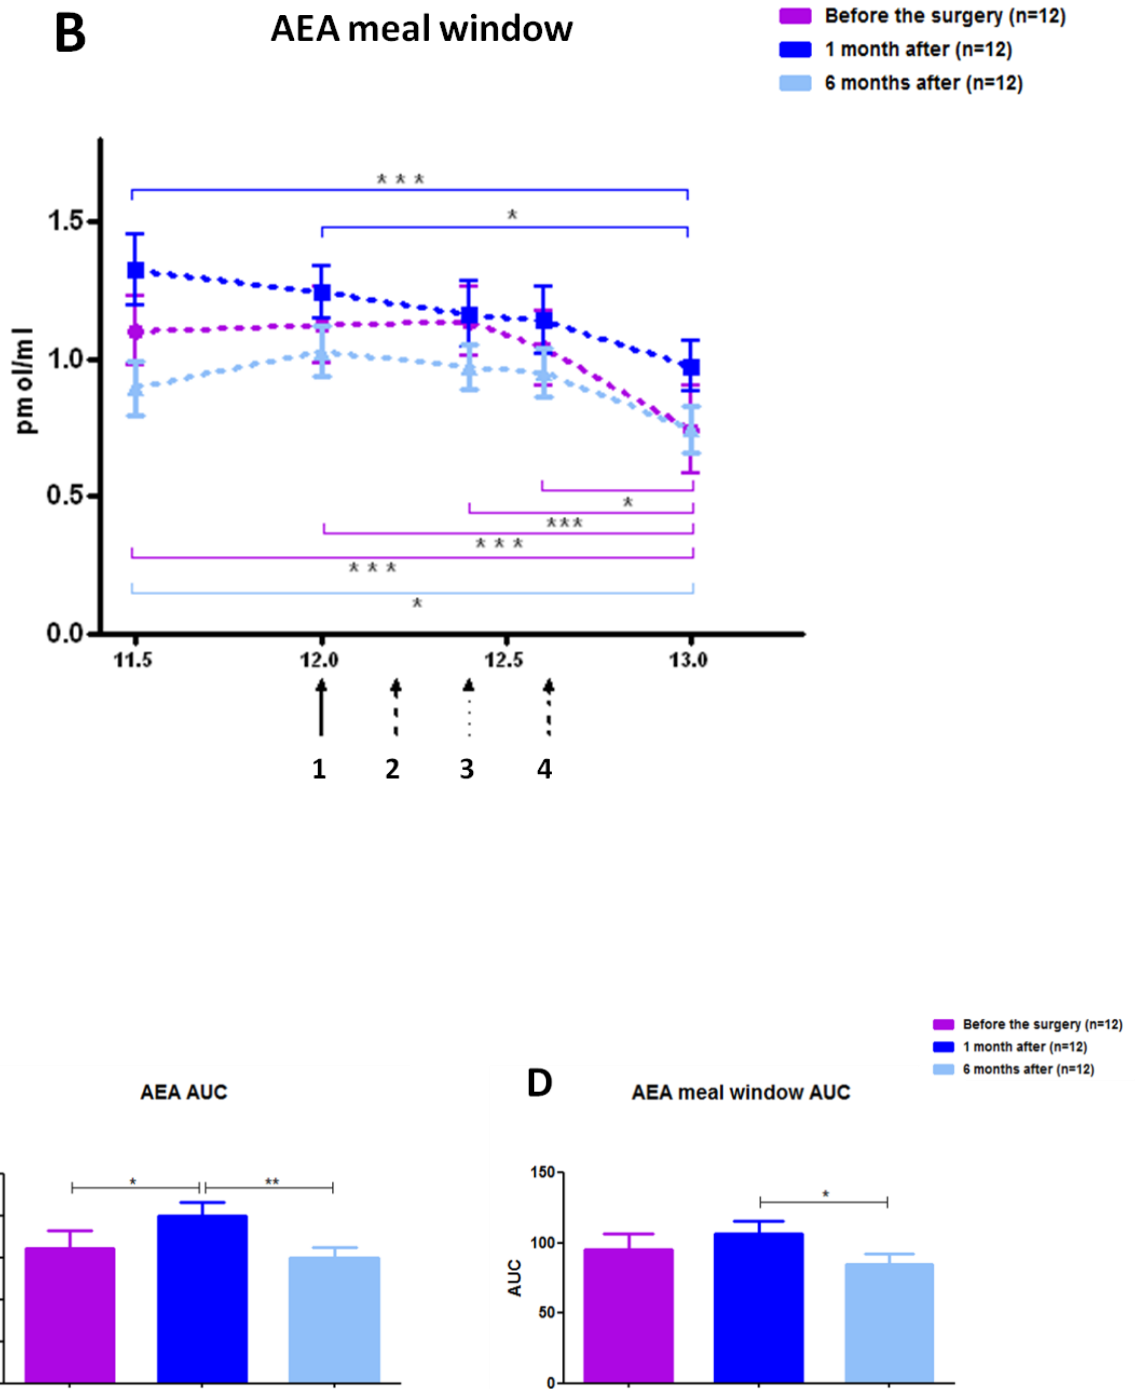 B
AEA meal window
Before the surgery (n=12)
1 month after (n=12)
6 months after (n=12)
***
*
1.5
1.0
0.5
0.0
pmol/ml
*
***
***
***
*
11.5 12.0 12.5 13.0
1 2 3 4
Before the surgery (n=12)
1 month after (n=12)
6 months after (n=12)
AEA AUC
* **
D
AEA meal window AUC
*
150
100
50
0
AUC